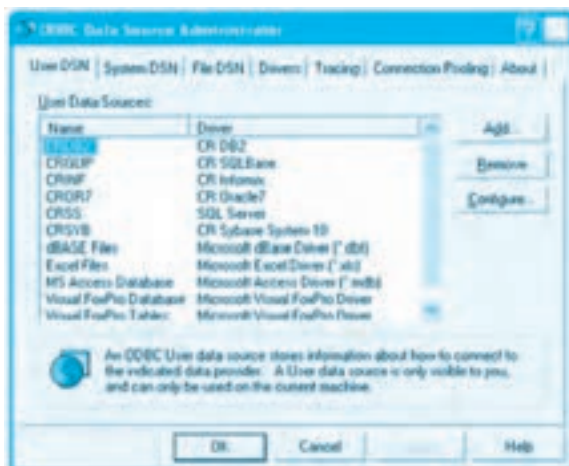 ODBC Data Source Administrator
User DSN System DSN File DSN Drivers Tracing Connection Pooling About
User Data Sources:
Name Driver
CR DB2
CRGUP CR SQLBase
CRINF CR Informix
CROR7 CR Oracle7
CRSS SQL Server
CRSYB CR Sybase System 10
dBASE Files Microsoft dBase Driver (*.dbf)
Excel Files Microsoft Excel Driver (*.xls)
MS Access Database Microsoft Access Driver (*.mdb)
Visual FoxPro Database Microsoft Visual FoxPro Driver
Visual FoxPro Tables Microsoft Visual FoxPro Driver
Add...
Remove
Configure...
An ODBC User data source stores information about how to connect to
the indicated data provider. A User data source is only visible to you,
and can only be used on the current machine.
OK Cancel Help